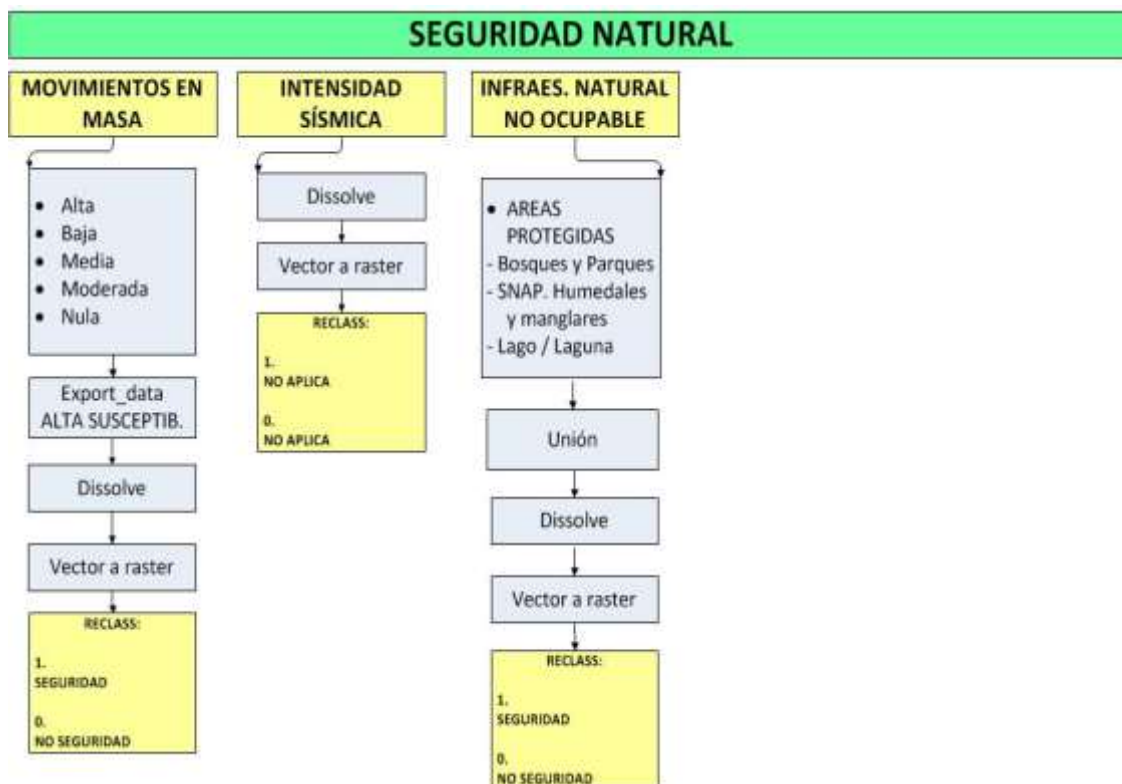 SEGURIDAD NATURAL
MOVIMIENTOS EN
MASA
• Alta
• Baja
• Media
• Moderada
• Nula
Export_data
ALTA SUSCEPTIB.
Dissolve
Vector a raster
RECLASS:
1.
SEGURIDAD
0.
NO SEGURIDAD
INTENSIDAD
SÍSMICA
Dissolve
Vector a raster
RECLASS:
1.
NO APLICA
0.
NO APLICA
INFRAES. NATURAL
NO OCUPABLE
• AREAS
PROTEGIDAS
- Bosques y Parques
- SNAP. Humedales
y manglares
- Lago / Laguna
Unión
Dissolve
Vector a raster
RECLASS:
1.
SEGURIDAD
0.
NO SEGURIDAD